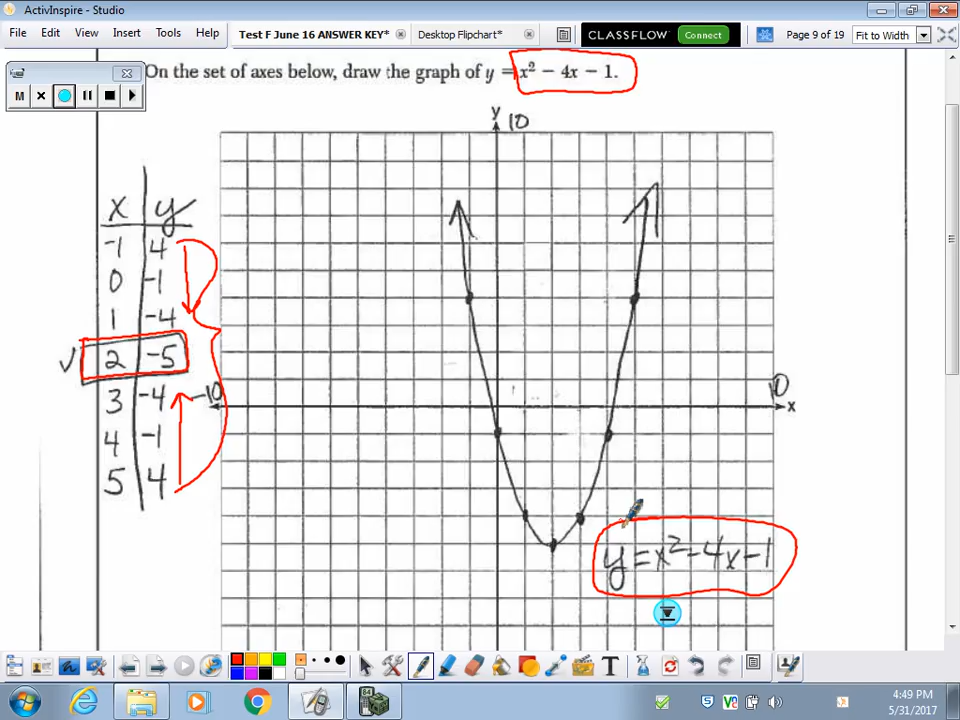 ActivInspire - Studio
File Edit View Insert Tools Help Test F June 16 ANSWER KEY* Desktop Flipchart* CLASSFLOW Connect Page 9 of 19 Fit to Width
On the set of axes below, draw the graph of y = x² − 4x − 1.
M
y 10
x y
-1 4
0 -1
1 -4
√ 2 -5
3 -4
-10 10
x
4 -1
5 4
y=x²-4x-1
T
84
4:49 PM
5/31/2017